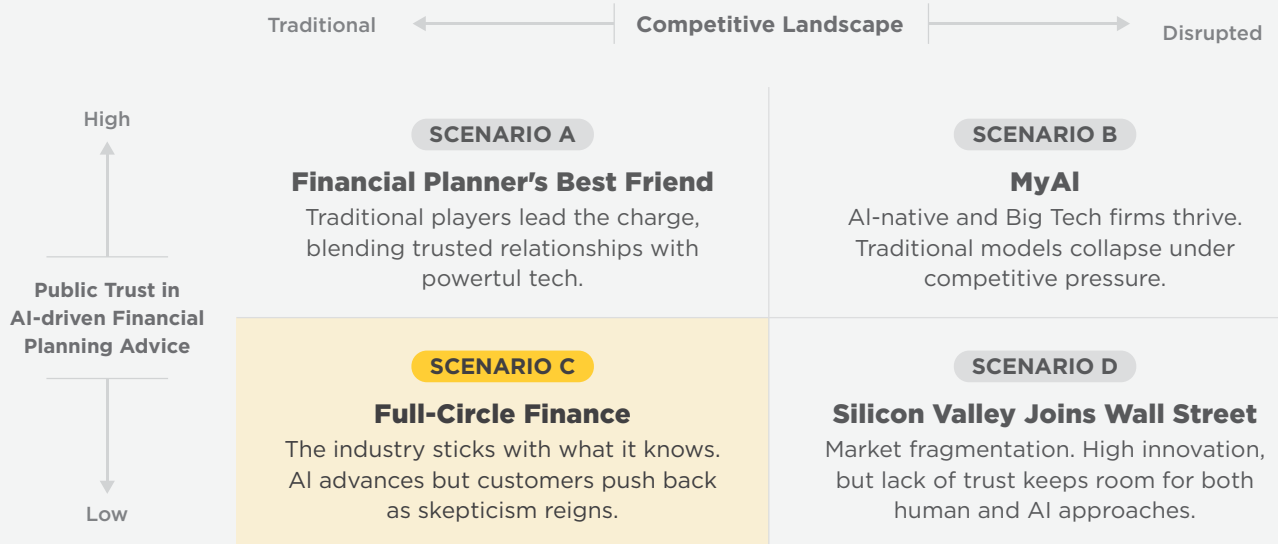 Traditional
Competitive Landscape
Disrupted
High
Public Trust in
AI-driven Financial
Planning Advice
Low
SCENARIO A
Financial Planner's Best Friend
Traditional players lead the charge,
blending trusted relationships with
powerful tech.
SCENARIO B
MyAI
AI-native and Big Tech firms thrive.
Traditional models collapse under
competitive pressure.
SCENARIO C
Full-Circle Finance
The industry sticks with what it knows.
AI advances but customers push back
as skepticism reigns.
SCENARIO D
Silicon Valley Joins Wall Street
Market fragmentation. High innovation,
but lack of trust keeps room for both
human and AI approaches.